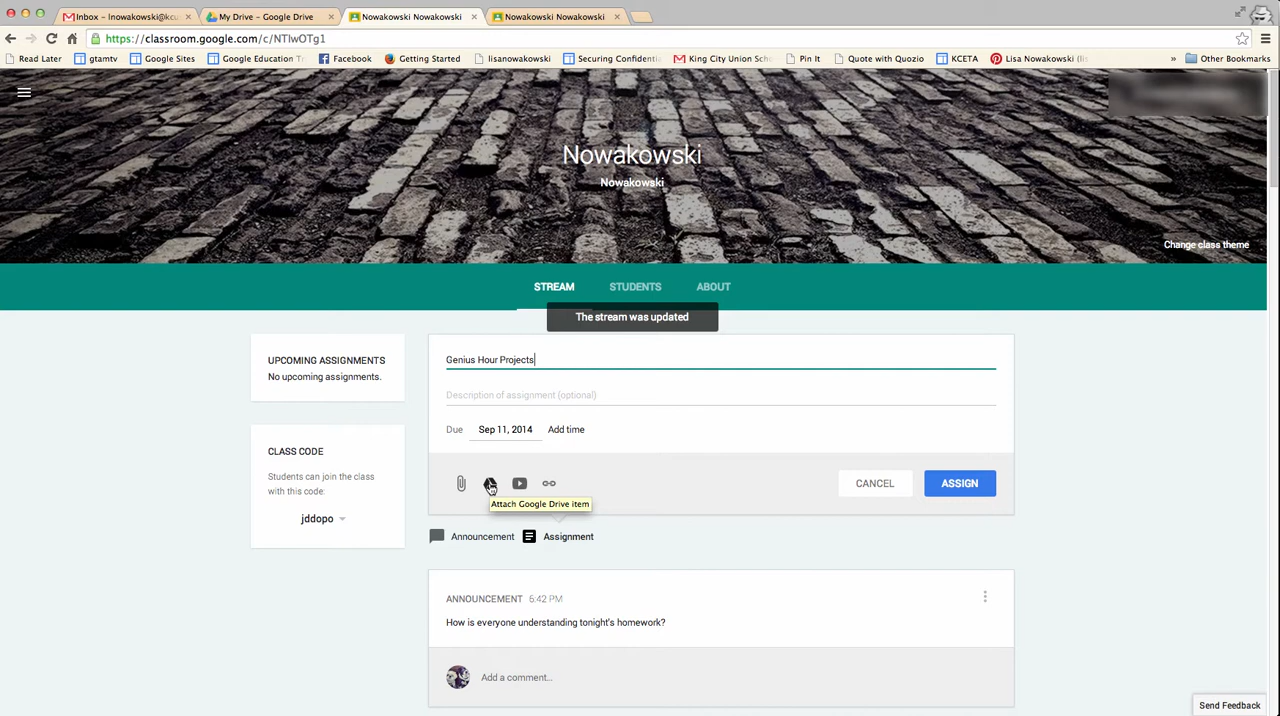 Inbox – lnowakowski@kcu
My Drive – Google Drive
Nowakowski Nowakowski
Nowakowski Nowakowski
https://classroom.google.com/c/NTIwOTg1
Read Later
gtamtv
Google Sites
Google Education T
Facebook
Getting Started
lisanowakowski
Securing Confidenti
King City Union Scho
Pin It
Quote with Quozio
KCETA
Lisa Nowakowski (lis
»
Other Bookmarks
Nowakowski
Nowakowski
Change class theme
STREAM
STUDENTS
ABOUT
The stream was updated
UPCOMING ASSIGNMENTS
No upcoming assignments.
CLASS CODE
Students can join the class
with this code:
jddopo
Genius Hour Projects
Description of assignment (optional)
Due Sep 11, 2014 Add time
CANCEL
ASSIGN
Attach Google Drive item
Announcement
Assignment
ANNOUNCEMENT 6:42 PM
How is everyone understanding tonight's homework?
Add a comment...
Send Feedback